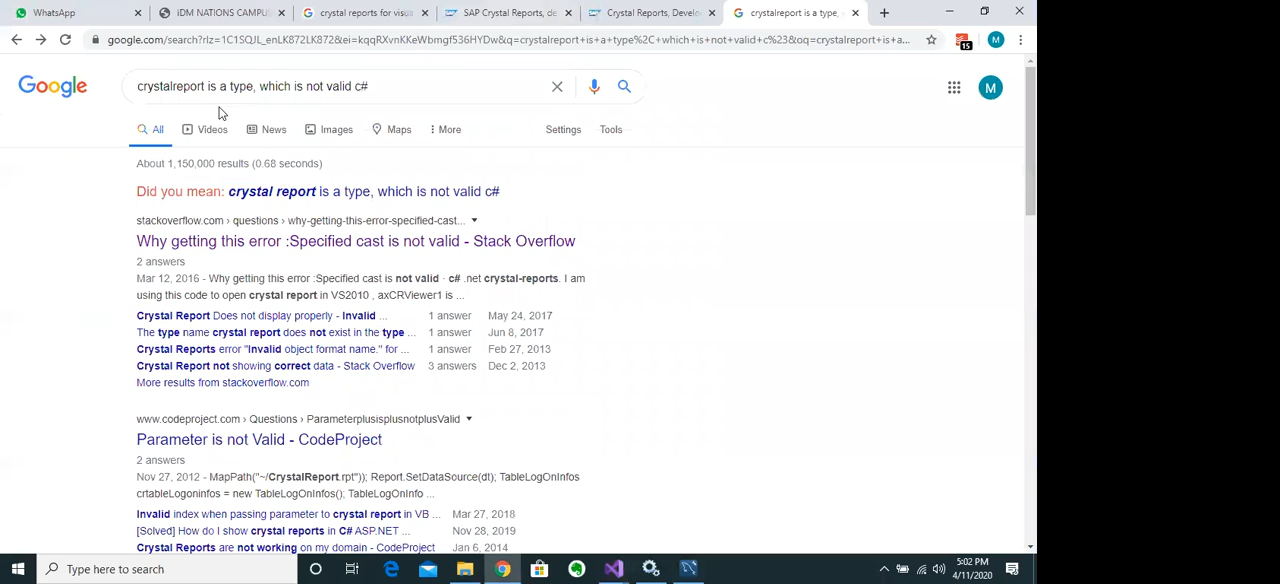 WhatsApp
iDM NATIONS CAMPU
crystal reports for visu
SAP Crystal Reports, de
Crystal Reports, Develo
crystalreport is a type,
google.com/search?rlz=1C1SQJL_enLK872LK872&ei=kqqRXvnKKeWbmgf536HYDw&q=crystalreport+is+a+type%2C+which+is+not+valid+c%23&oq=crystalreport+is+a...
15
M
Google
crystalreport is a type, which is not valid c#
M
All
Videos
News
Images
Maps
More
Settings
Tools
About 1,150,000 results (0.68 seconds)
Did you mean: crystal report is a type, which is not valid c#
stackoverflow.com › questions › why-getting-this-error-specified-cast...
Why getting this error :Specified cast is not valid - Stack Overflow
2 answers
Mar 12, 2016 - Why getting this error :Specified cast is not valid · c# .net crystal-reports. I am
using this code to open crystal report in VS2010 , axCRViewer1 is ...
Crystal Report Does not display properly - Invalid ... 1 answer May 24, 2017
The type name crystal report does not exist in the type ... 1 answer Jun 8, 2017
Crystal Reports error "Invalid object format name." for ... 1 answer Feb 27, 2013
Crystal Report not showing correct data - Stack Overflow 3 answers Dec 2, 2013
More results from stackoverflow.com
www.codeproject.com › Questions › ParameterplusisplusnotplusValid
Parameter is not Valid - CodeProject
2 answers
Nov 27, 2012 - MapPath("~/CrystalReport.rpt")); Report.SetDataSource(dt); TableLogOnInfos
crtableLogoninfos = new TableLogOnInfos(); TableLogOnInfo ...
Invalid index when passing parameter to crystal report in VB ... Mar 27, 2018
[Solved] How do I show crystal reports in C# ASP.NET ... Nov 28, 2019
Crystal Reports are not working on my domain - CodeProject Jan 6, 2014
Type here to search
5:02 PM
4/11/2020